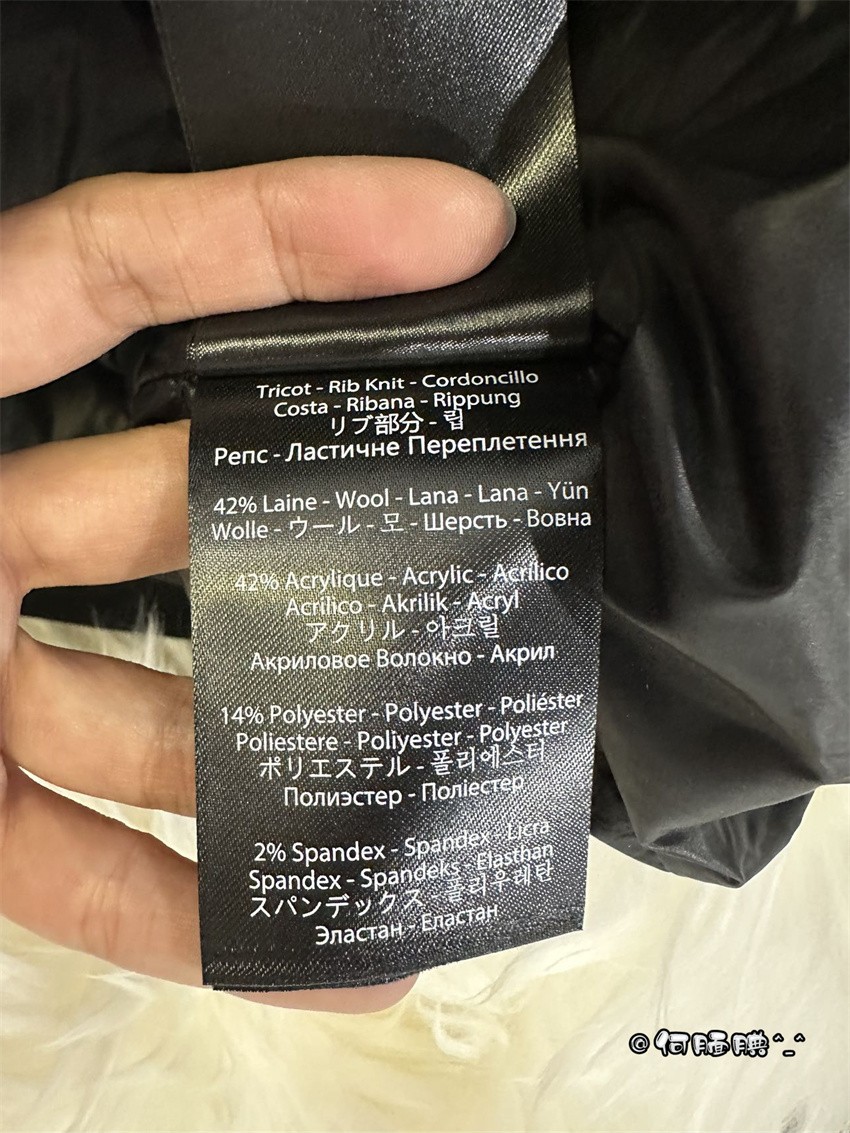 Tricot - Rib Knit - Cordoncillo
Costa - Ribana - Rippung
リブ部分 - 립
Репс - Ластичне Переплетення
42% Laine - Wool - Lana - Lana - Yün
Wolle - ウール - 모 - Шерсть - Вовна
42% Acrylique - Acrylic - Acrílico
Acrilico - Akrilik - Acryl
アクリル - 아크릴
Акриловое Волокно - Акрил
14% Polyester - Polyester - Poliéster
Poliestere - Poliyester - Polyester
ポリエステル - 폴리에스터
Полиэстер - Поліестер
2% Spandex - Spandex - Licra
Spandex - Spandeks - Elasthan
スパンデックス - 폴리우레탄
Эластан - Еластан
@何腼腆^_^